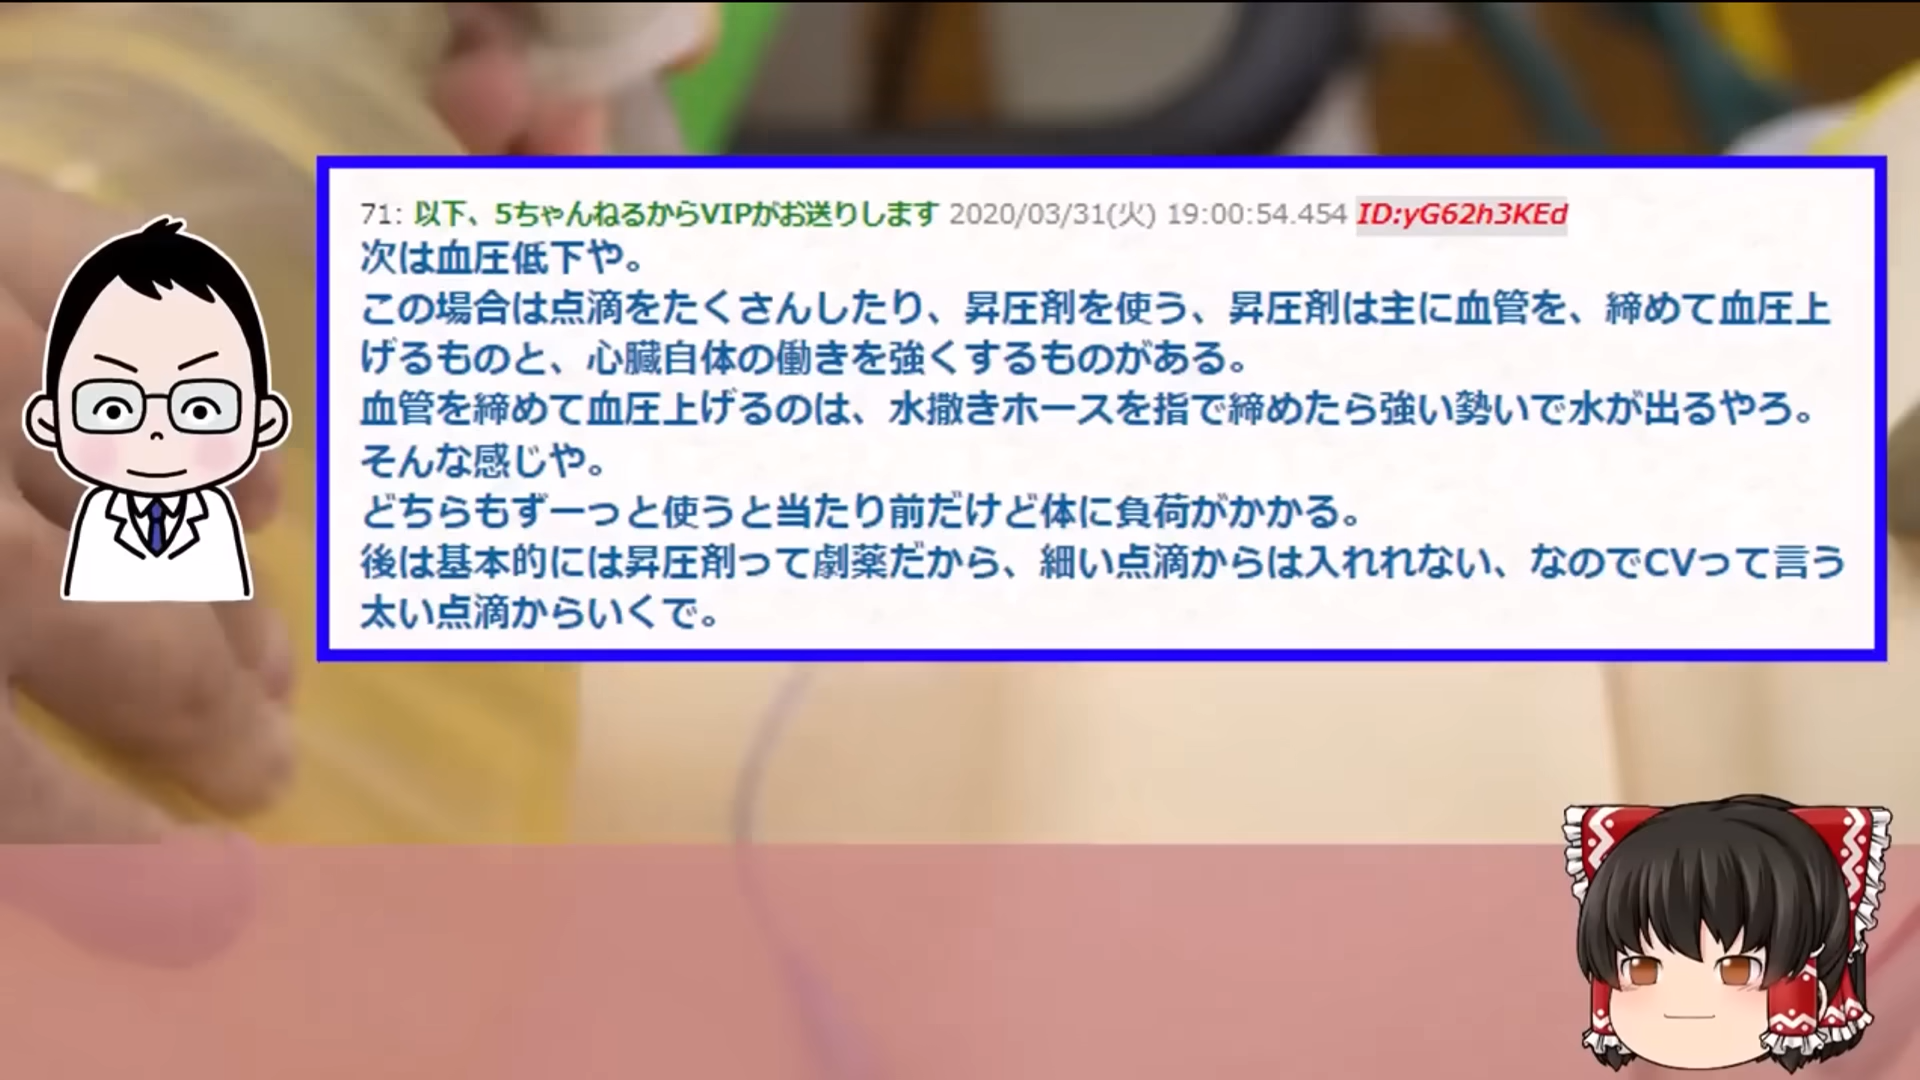 71: 以下、5ちゃんねるからVIPがお送りします 2020/03/31(火) 19:00:54.454 ID:yG62h3KEd
次は血圧低下や。
この場合は点滴をたくさんしたり、昇圧剤を使う、昇圧剤は主に血管を、締めて血圧上
げるものと、心臓自体の働きを強くするものがある。
血管を締めて血圧上げるのは、水撒きホースを指で締めたら強い勢いで水が出るやろ。
そんな感じや。
どちらもずーっと使うと当たり前だけど体に負荷がかかる。
後は基本的には昇圧剤って劇薬だから、細い点滴からは入れれない、なのでCVって言う
太い点滴からいくで。